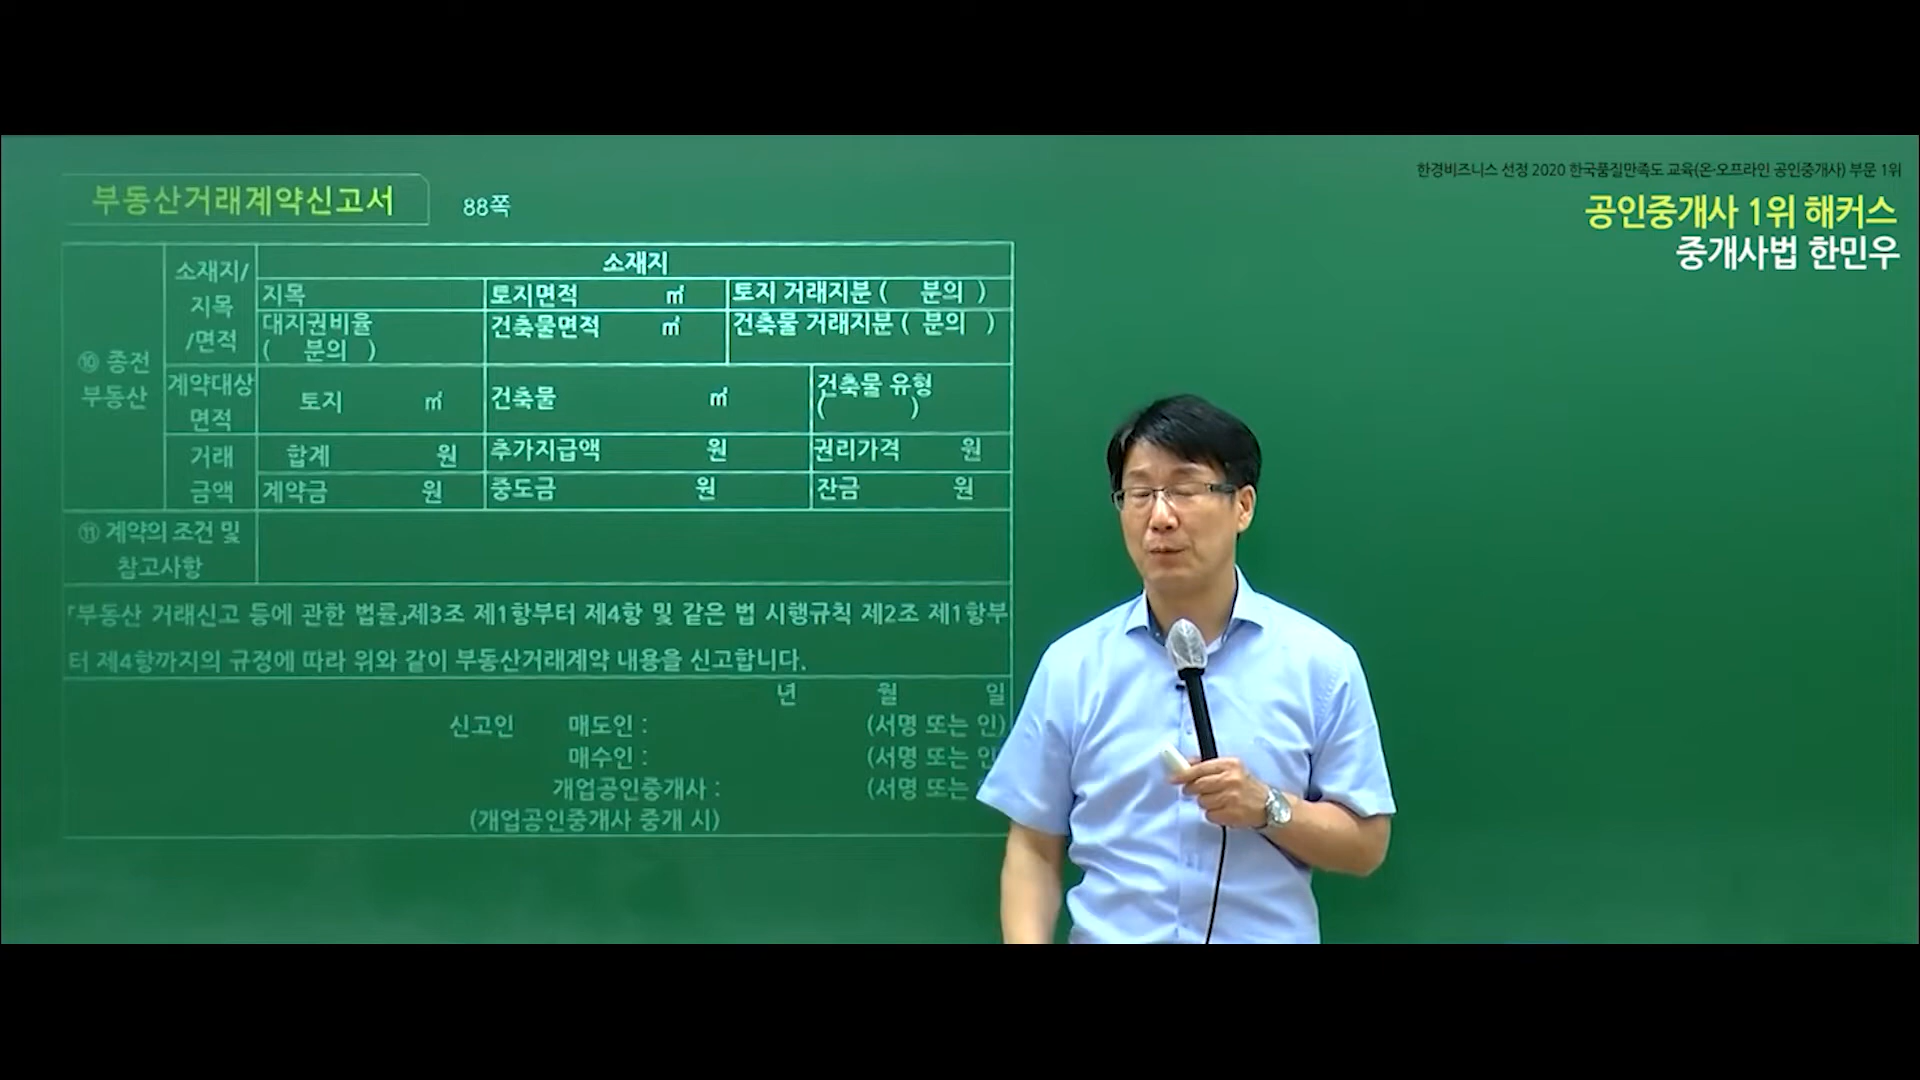 한경비즈니스 선정 2020 한국품질만족도 교육(온·오프라인 공인중개사) 부문 1위
공인중개사 1위 해커스
중개사법 한민우
부동산거래계약신고서 88쪽
⑩ 종전
부동산
소재지/
지목
/면적
소재지
지목 토지면적 ㎡ 토지 거래지분 ( 분의 )
대지권비율
( 분의 )
건축물면적 ㎡ 건축물 거래지분 ( 분의 )
계약대상
면적
토지 ㎡ 건축물 ㎡ 건축물 유형
( )
거래
금액
합계 원 추가지급액 원 권리가격 원
계약금 원 중도금 원 잔금 원
⑪ 계약의 조건 및
참고사항
「부동산 거래신고 등에 관한 법률」제3조 제1항부터 제4항 및 같은 법 시행규칙 제2조 제1항부
터 제4항까지의 규정에 따라 위와 같이 부동산거래계약 내용을 신고합니다.
년 월 일
신고인 매도인 : (서명 또는 인)
매수인 : (서명 또는 인
개업공인중개사 : (서명 또는
(개업공인중개사 중개 시)